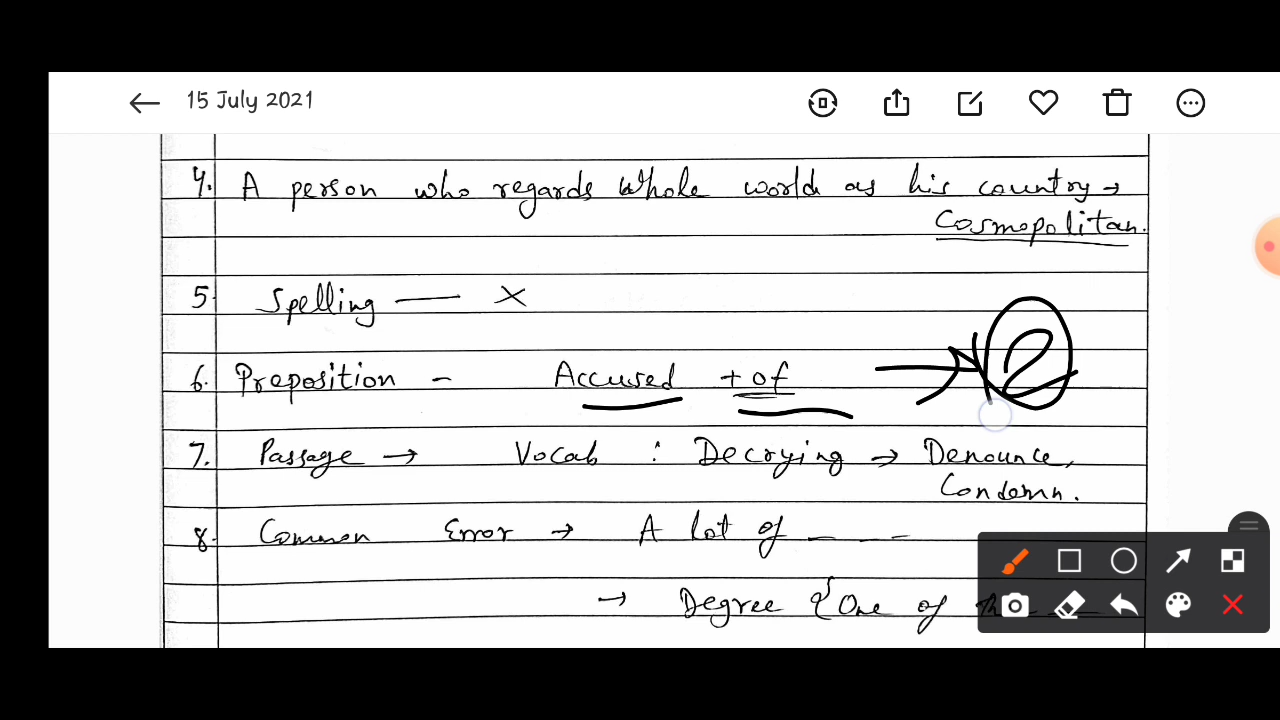 15 July 2021
4. A person who regards whole world as his country →
Cosmopolitan.
5 Spelling —— X
6. Preposition - Accused + of → 2
7. Passage → Vocab : Decrying → Denounce,
Condemn.
8. Common Error → A lot of _ _ _
→ Degree { One of